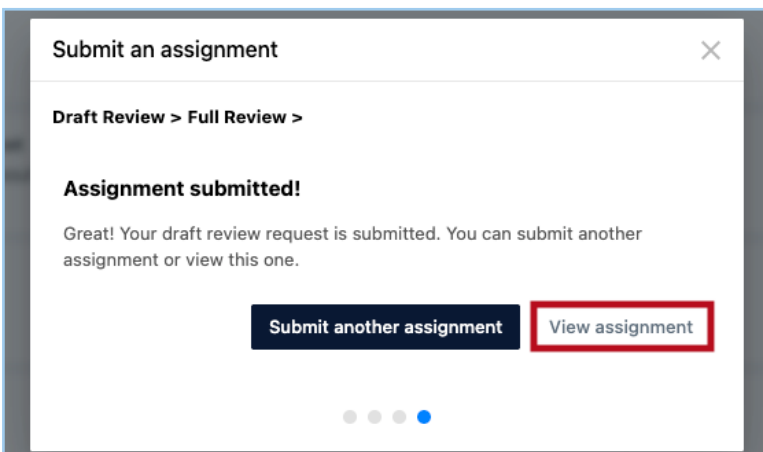 Submit an assignment
Draft Review > Full Review >
Assignment submitted!
Great! Your draft review request is submitted. You can submit another
assignment or view this one.
Submit another assignment
View assignment